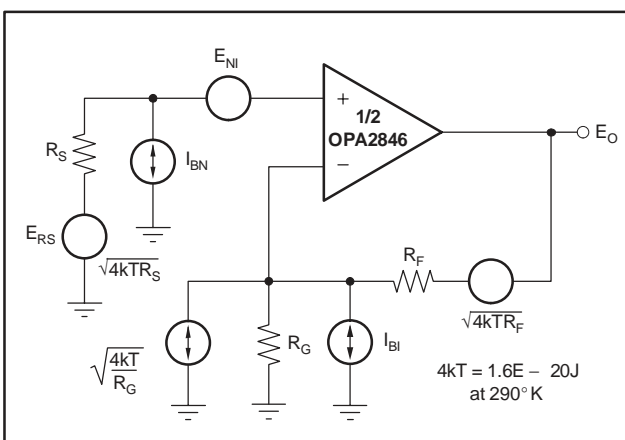 E_NI
1/2
OPA2846
+
−
E_O
R_S
I_BN
E_RS
√4kTR_S
R_F
√4kTR_F
√4kT/R_G
R_G
I_BI
4kT = 1.6E − 20J
at 290°K